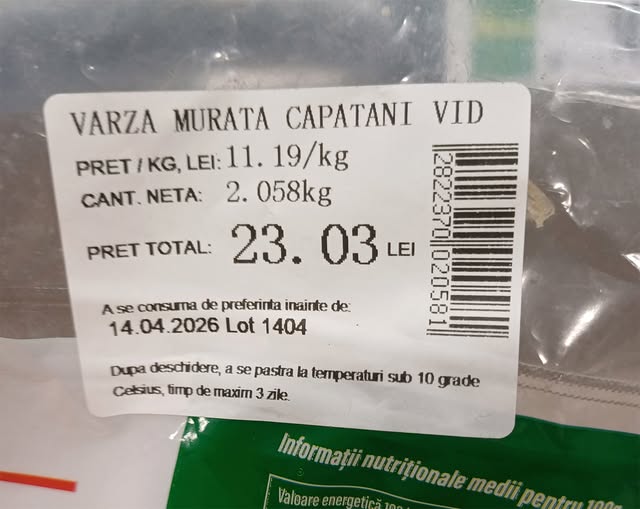 VARZA MURATA CAPATANI VID
PRET / KG, LEI: 11. 19/kg
CANT. NETA: 2. 058kg
PRET TOTAL: 23. 03 LEI
2822370020581
A se consuma de preferinta inainte de:
14.04.2026 Lot 1404
Dupa deschidere, a se pastra la temperaturi sub 10 grade
Celsius, timp de maxim 3 zile.
Informații nutriționale medii pentru 100g
Valoare energetică